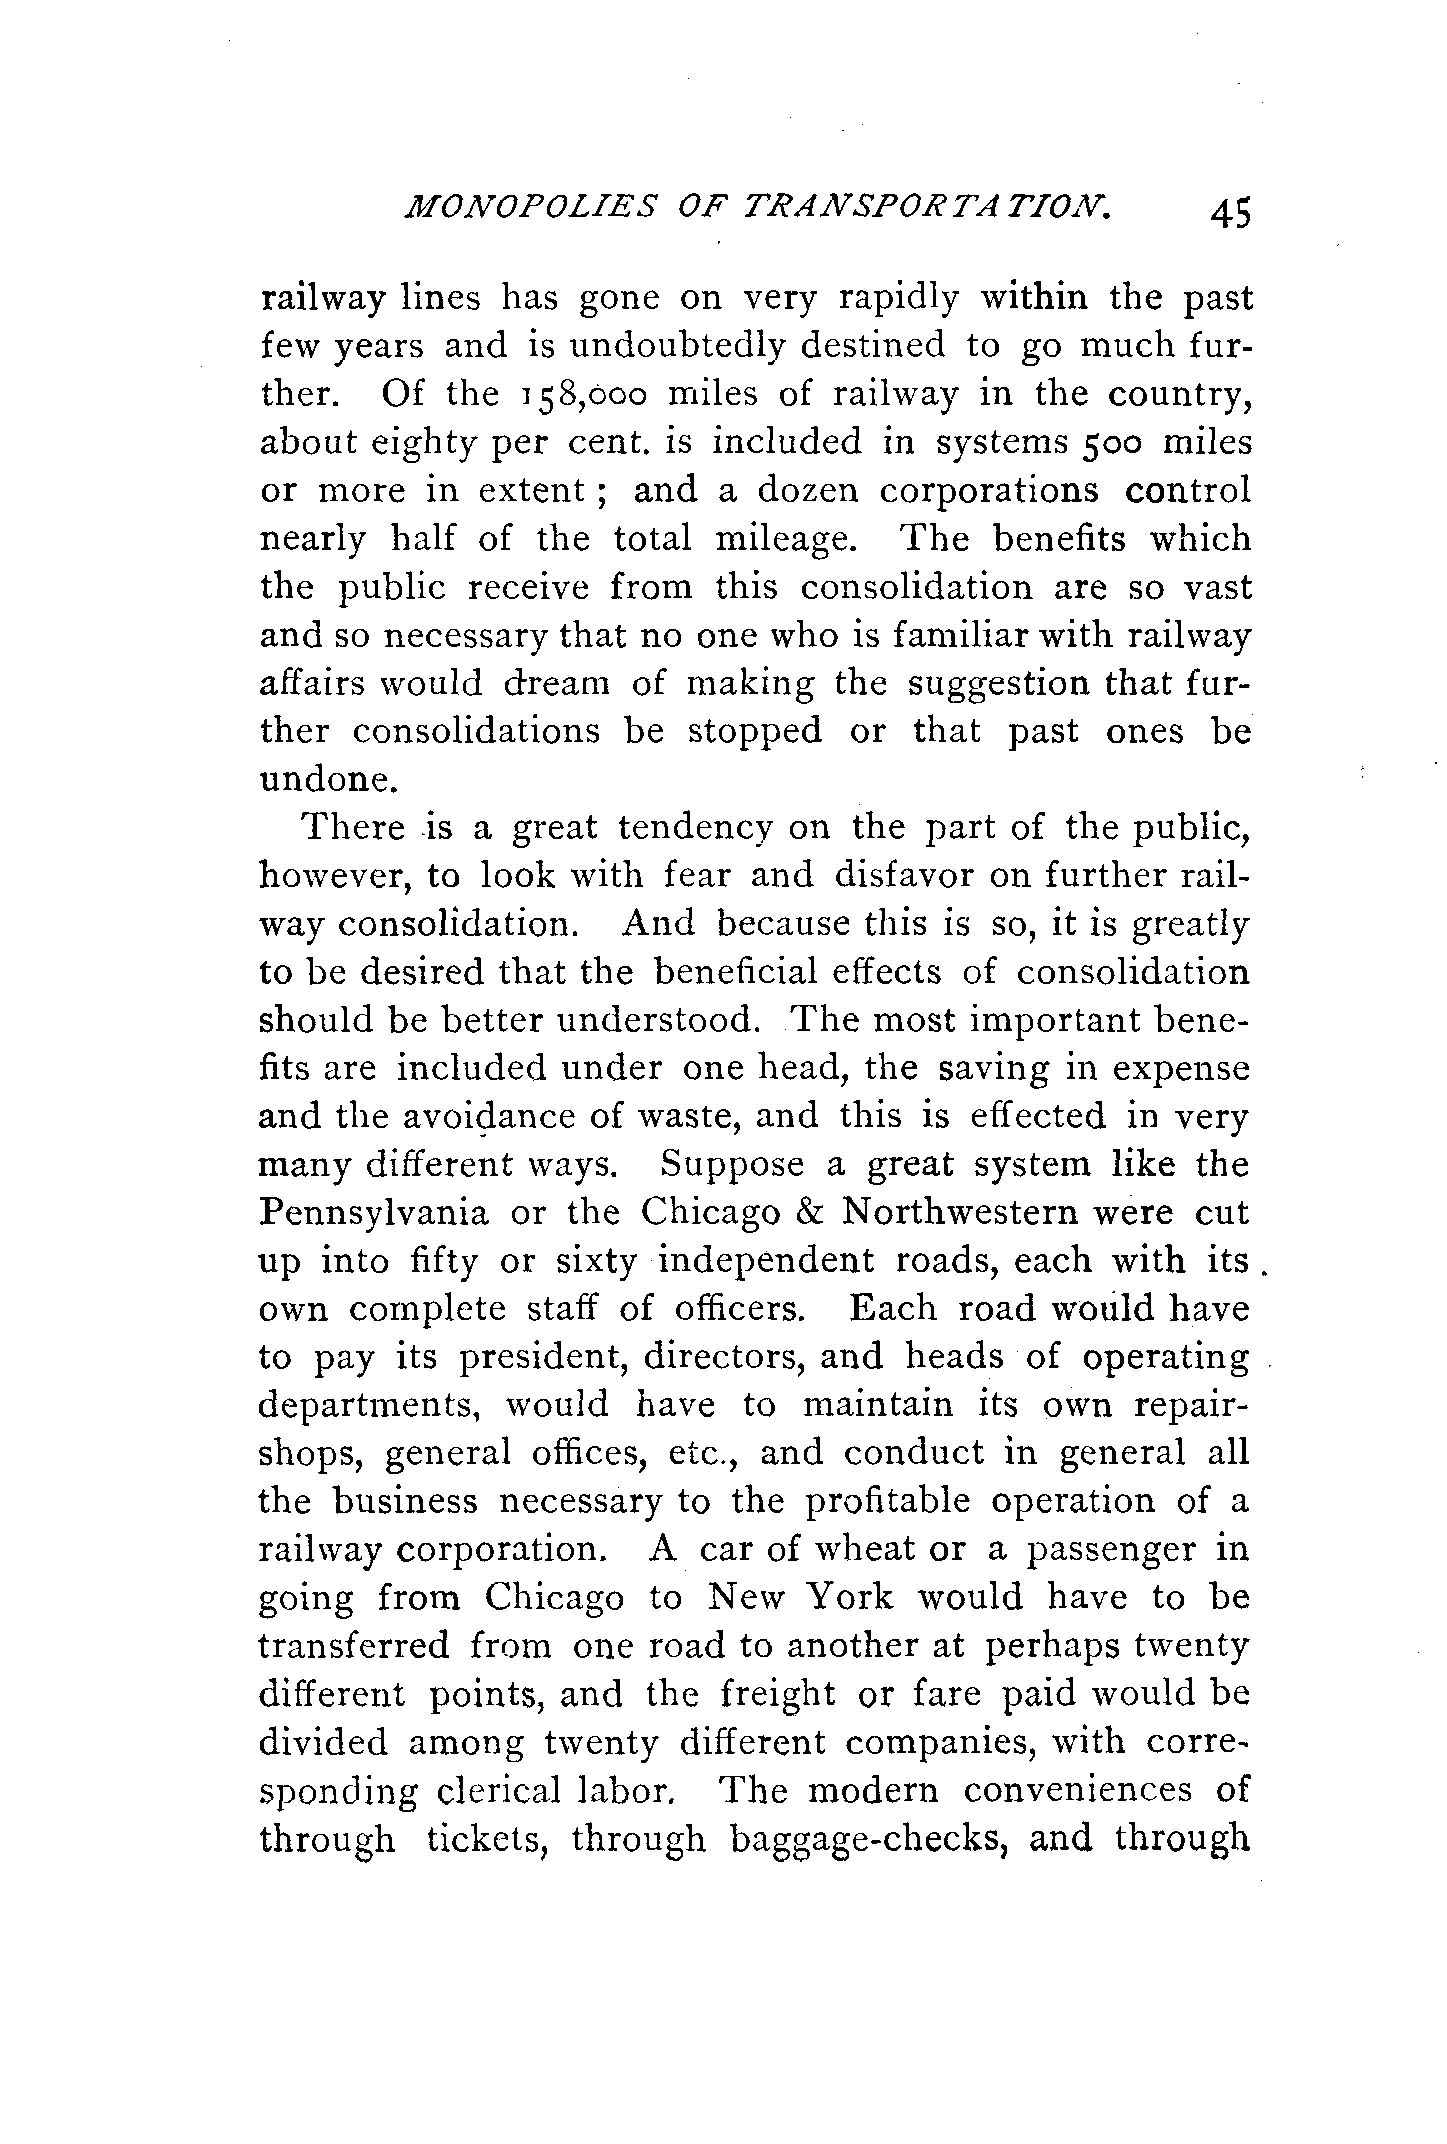 MONOPOLIES OF TRANSPORTATION. 45
railway lines has gone on very rapidly within the past
few years and is undoubtedly destined to go much fur-
ther. Of the 158,000 miles of railway in the country,
about eighty per cent. is included in systems 500 miles
or more in extent ; and a dozen corporations control
nearly half of the total mileage. The benefits which
the public receive from this consolidation are so vast
and so necessary that no one who is familiar with railway
affairs would dream of making the suggestion that fur-
ther consolidations be stopped or that past ones be
undone.
There is a great tendency on the part of the public,
however, to look with fear and disfavor on further rail-
way consolidation. And because this is so, it is greatly
to be desired that the beneficial effects of consolidation
should be better understood. The most important bene-
fits are included under one head, the saving in expense
and the avoidance of waste, and this is effected in very
many different ways. Suppose a great system like the
Pennsylvania or the Chicago & Northwestern were cut
up into fifty or sixty independent roads, each with its
own complete staff of officers. Each road would have
to pay its president, directors, and heads of operating
departments, would have to maintain its own repair-
shops, general offices, etc., and conduct in general all
the business necessary to the profitable operation of a
railway corporation. A car of wheat or a passenger in
going from Chicago to New York would have to be
transferred from one road to another at perhaps twenty
different points, and the freight or fare paid would be
divided among twenty different companies, with corre-
sponding clerical labor. The modern conveniences of
through tickets, through baggage-checks, and through